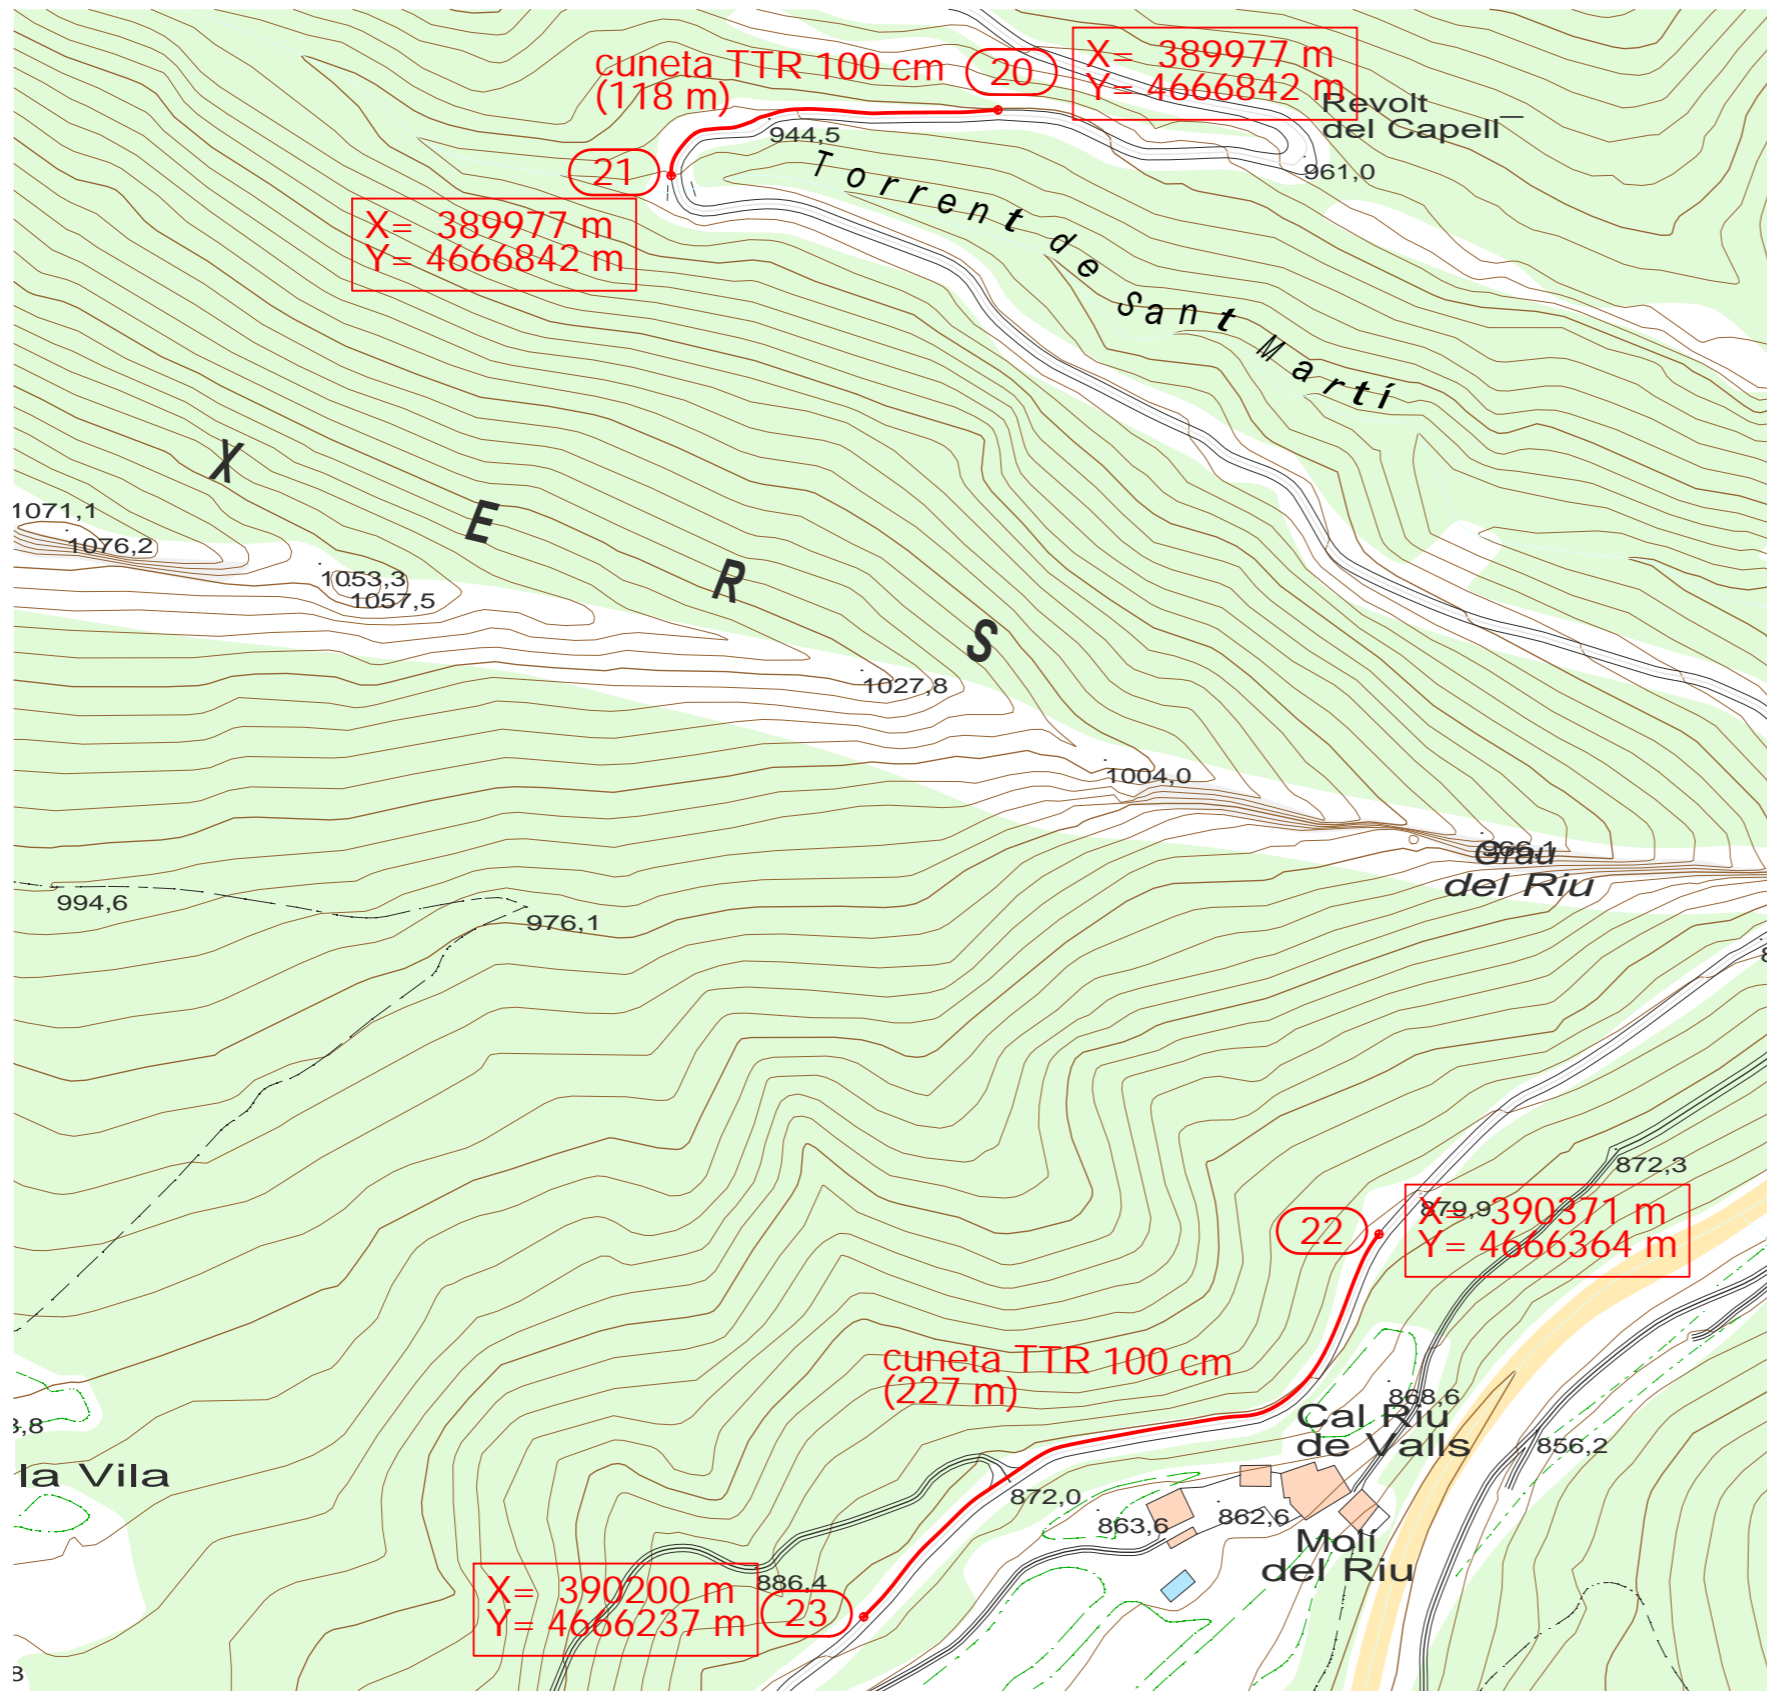 cuneta TTR 100 cm
(118 m)
20
X= 389977 m
Y= 4666842 m
Revolt
del Capell
944,5
961,0
21
X= 389977 m
Y= 4666842 m
Torrent de Sant Martí
XERS
1071,1
1076,2
1053,3
1057,5
1027,8
1004,0
966,1
Grau
del Riu
994,6
976,1
872,3
22
879,9
X= 390371 m
Y= 4666364 m
cuneta TTR 100 cm
(227 m)
868,6
Cal Riu
de Valls
856,2
3,8
la Vila
872,0
863,6
862,6
Molí
del Riu
886,4
X= 390200 m
Y= 4666237 m
23
8